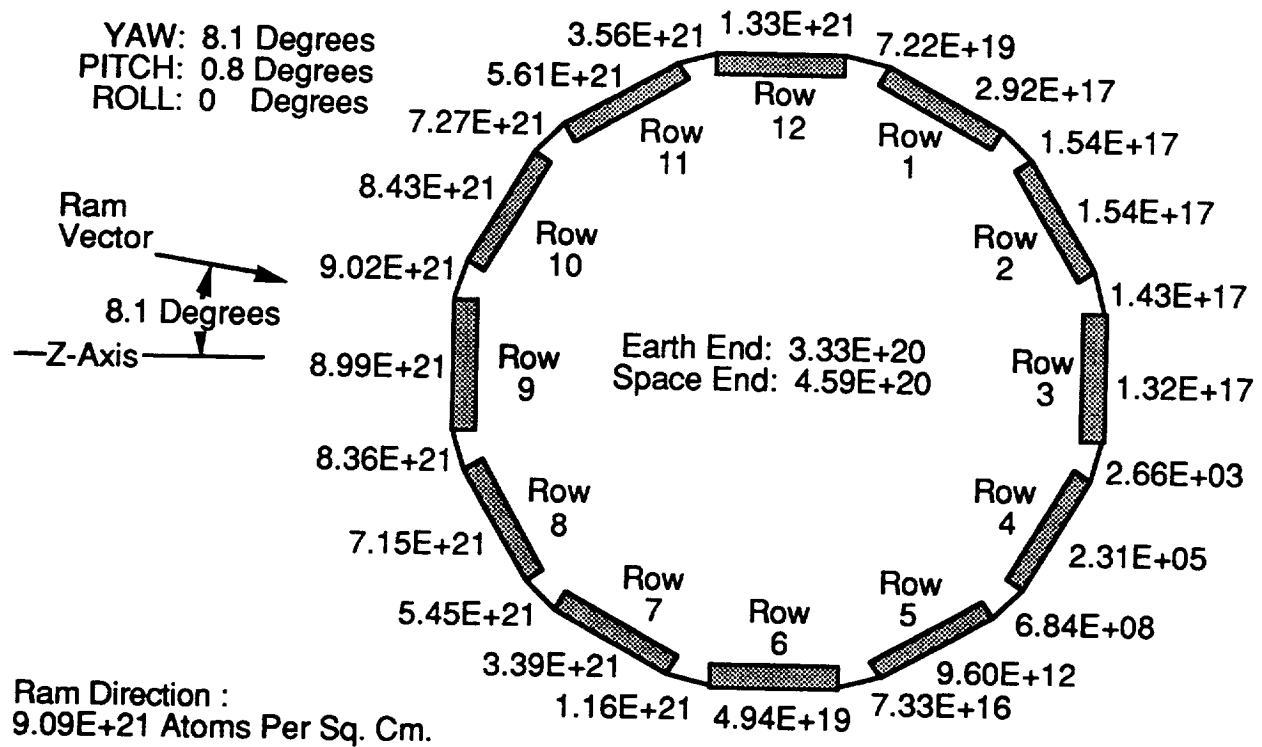 YAW: 8.1 Degrees
PITCH: 0.8 Degrees
ROLL: 0 Degrees
3.56E+21
1.33E+21
7.22E+19
5.61E+21
2.92E+17
7.27E+21
1.54E+17
8.43E+21
1.54E+17
9.02E+21
1.43E+17
8.99E+21
1.32E+17
8.36E+21
2.66E+03
7.15E+21
2.31E+05
5.45E+21
6.84E+08
3.39E+21
9.60E+12
1.16E+21
4.94E+19
7.33E+16
Row
12
Row
11
Row
1
Row
10
Row
2
Row
9
Row
3
Row
8
Row
4
Row
7
Row
6
Row
5
Ram
Vector
8.1 Degrees
Z-Axis
Earth End: 3.33E+20
Space End: 4.59E+20
Ram Direction :
9.09E+21 Atoms Per Sq. Cm.